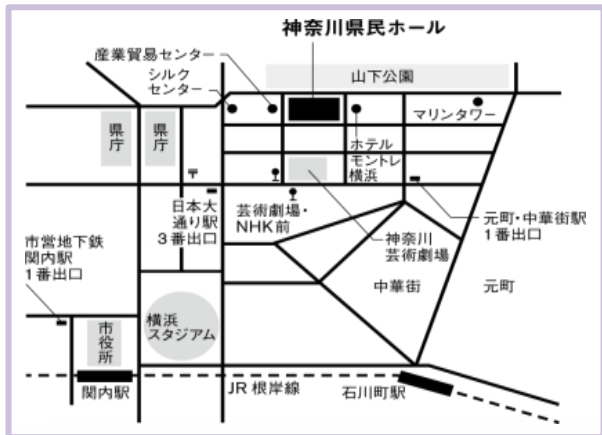 神奈川県民ホール
産業貿易センター
シルク
センター
山下公園
県庁
県庁
マリンタワー
ホテル
モントレ
横浜
〒
日本大
通り駅
3番出口
芸術劇場・
NHK前
神奈川
芸術劇場
元町・中華街駅
1番出口
市営地下鉄
関内駅
1番出口
中華街
元町
横浜
スタジアム
市役所
関内駅
JR根岸線
石川町駅